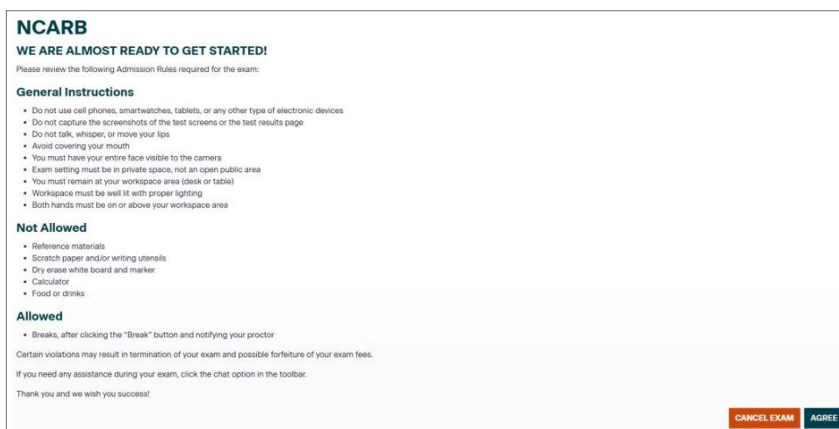 NCARB
WE ARE ALMOST READY TO GET STARTED!
Please review the following Admission Rules required for the exam:
General Instructions
• Do not use cell phones, smartwatches, tablets, or any other type of electronic devices
• Do not capture the screenshots of the test screens or the test results page
• Do not talk, whisper, or move your lips
• Avoid covering your mouth
• You must have your entire face visible to the camera
• Exam setting must be in private space, not an open public area
• You must remain at your workspace area (desk or table)
• Workspace must be well lit with proper lighting
• Both hands must be on or above your workspace area
Not Allowed
• Reference materials
• Scratch paper and/or writing utensils
• Dry erase white board and marker
• Calculator
• Food or drinks
Allowed
• Breaks, after clicking the "Break" button and notifying your proctor
Certain violations may result in termination of your exam and possible forfeiture of your exam fees.
If you need any assistance during your exam, click the chat option in the toolbar.
Thank you and we wish you success!
CANCEL EXAM AGREE